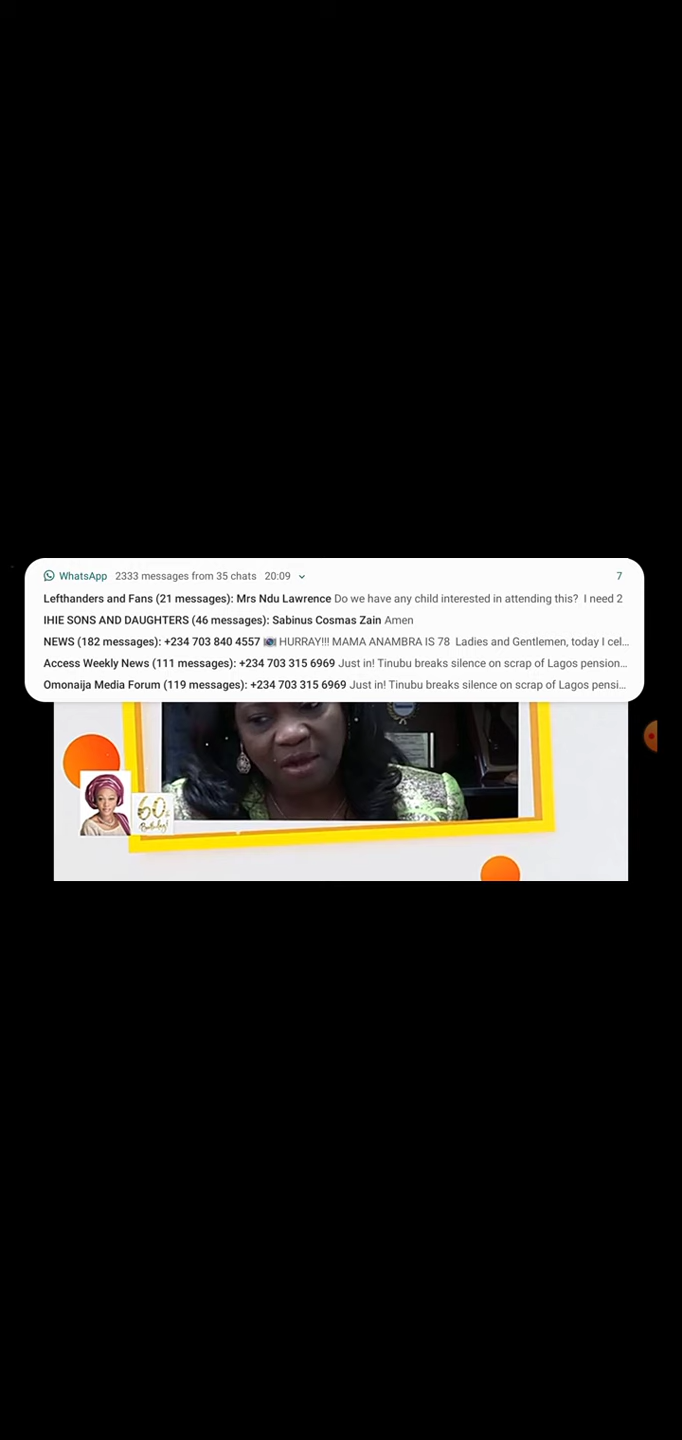 WhatsApp 2333 messages from 35 chats 20:09 7
Lefthanders and Fans (21 messages): Mrs Ndu Lawrence Do we have any child interested in attending this? I need 2
IHIE SONS AND DAUGHTERS (46 messages): Sabinus Cosmas Zain Amen
NEWS (182 messages): +234 703 840 4557 📷 HURRAY!!! MAMA ANAMBRA IS 78 Ladies and Gentlemen, today I cel...
Access Weekly News (111 messages): +234 703 315 6969 Just in! Tinubu breaks silence on scrap of Lagos pension...
Omonaija Media Forum (119 messages): +234 703 315 6969 Just in! Tinubu breaks silence on scrap of Lagos pensi...
60th
Birthday!